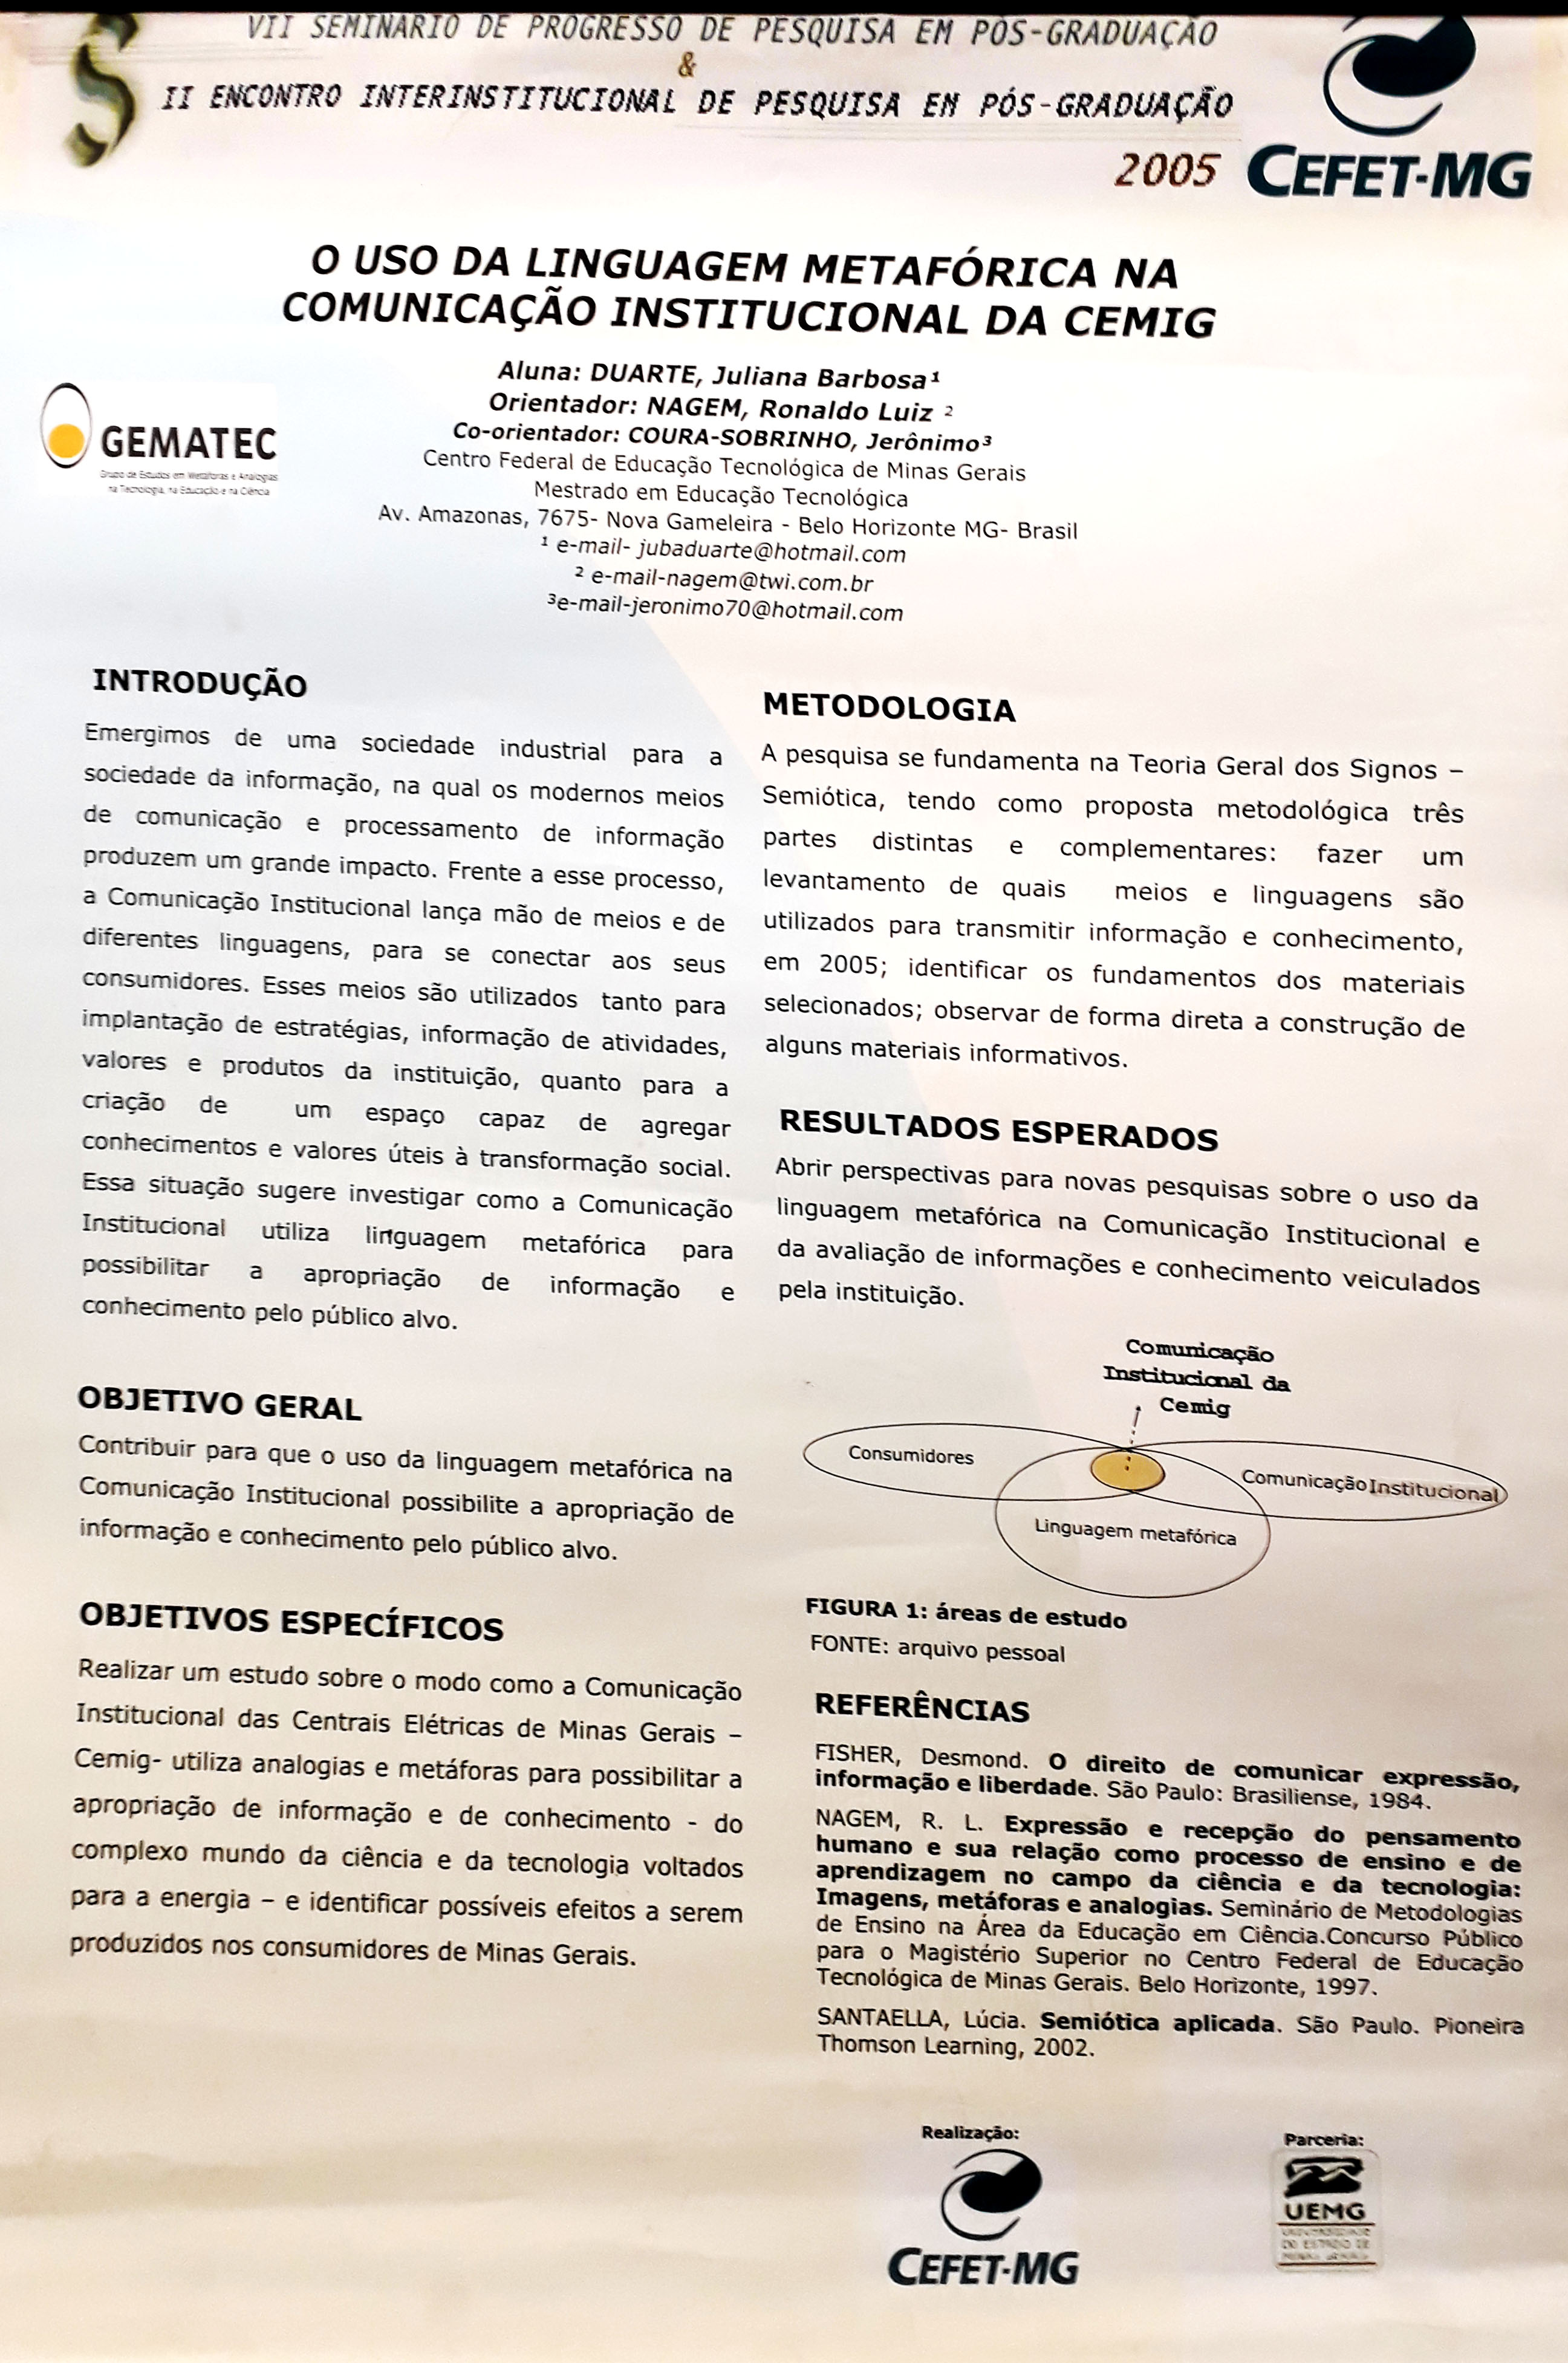 VII SEMINÁRIO DE PROGRESSO DE PESQUISA EM PÓS-GRADUAÇÃO
&
II ENCONTRO INTERINSTITUCIONAL DE PESQUISA EM PÓS-GRADUAÇÃO
2005
CEFET-MG
O USO DA LINGUAGEM METAFÓRICA NA
COMUNICAÇÃO INSTITUCIONAL DA CEMIG
GEMATEC
Grupo de Estudos em Metáforas e Analogias
na Tecnologia, na Educação e na Ciência
Aluna: DUARTE, Juliana Barbosa¹
Orientador: NAGEM, Ronaldo Luiz ²
Co-orientador: COURA-SOBRINHO, Jerônimo³
Centro Federal de Educação Tecnológica de Minas Gerais
Mestrado em Educação Tecnológica
Av. Amazonas, 7675- Nova Gameleira - Belo Horizonte MG- Brasil
¹ e-mail- jubaduarte@hotmail.com
² e-mail-nagem@twi.com.br
³e-mail-jeronimo70@hotmail.com
INTRODUÇÃO
Emergimos de uma sociedade industrial para a
sociedade da informação, na qual os modernos meios
de comunicação e processamento de informação
produzem um grande impacto. Frente a esse processo,
a Comunicação Institucional lança mão de meios e de
diferentes linguagens, para se conectar aos seus
consumidores. Esses meios são utilizados tanto para
implantação de estratégias, informação de atividades,
valores e produtos da instituição, quanto para a
criação de um espaço capaz de agregar
conhecimentos e valores úteis à transformação social.
Essa situação sugere investigar como a Comunicação
Institucional utiliza linguagem metafórica para
possibilitar a apropriação de informação e
conhecimento pelo público alvo.
OBJETIVO GERAL
Contribuir para que o uso da linguagem metafórica na
Comunicação Institucional possibilite a apropriação de
informação e conhecimento pelo público alvo.
OBJETIVOS ESPECÍFICOS
Realizar um estudo sobre o modo como a Comunicação
Institucional das Centrais Elétricas de Minas Gerais –
Cemig- utiliza analogias e metáforas para possibilitar a
apropriação de informação e de conhecimento - do
complexo mundo da ciência e da tecnologia voltados
para a energia – e identificar possíveis efeitos a serem
produzidos nos consumidores de Minas Gerais.
METODOLOGIA
A pesquisa se fundamenta na Teoria Geral dos Signos –
Semiótica, tendo como proposta metodológica três
partes distintas e complementares: fazer um
levantamento de quais meios e linguagens são
utilizados para transmitir informação e conhecimento,
em 2005; identificar os fundamentos dos materiais
selecionados; observar de forma direta a construção de
alguns materiais informativos.
RESULTADOS ESPERADOS
Abrir perspectivas para novas pesquisas sobre o uso da
linguagem metafórica na Comunicação Institucional e
da avaliação de informações e conhecimento veiculados
pela instituição.
Comunicação
Institucional da
Cemig
Consumidores
Comunicação Institucional
Linguagem metafórica
FIGURA 1: áreas de estudo
FONTE: arquivo pessoal
REFERÊNCIAS
FISHER, Desmond. O direito de comunicar expressão,
informação e liberdade. São Paulo: Brasiliense, 1984.
NAGEM, R. L. Expressão e recepção do pensamento
humano e sua relação como processo de ensino e de
aprendizagem no campo da ciência e da tecnologia:
Imagens, metáforas e analogias. Seminário de Metodologias
de Ensino na Área da Educação em Ciência.Concurso Público
para o Magistério Superior no Centro Federal de Educação
Tecnológica de Minas Gerais. Belo Horizonte, 1997.
SANTAELLA, Lúcia. Semiótica aplicada. São Paulo. Pioneira
Thomson Learning, 2002.
Realização:
CEFET-MG
Parceria:
UEMG
UNIVERSIDADE
DO ESTADO DE
MINAS GERAIS